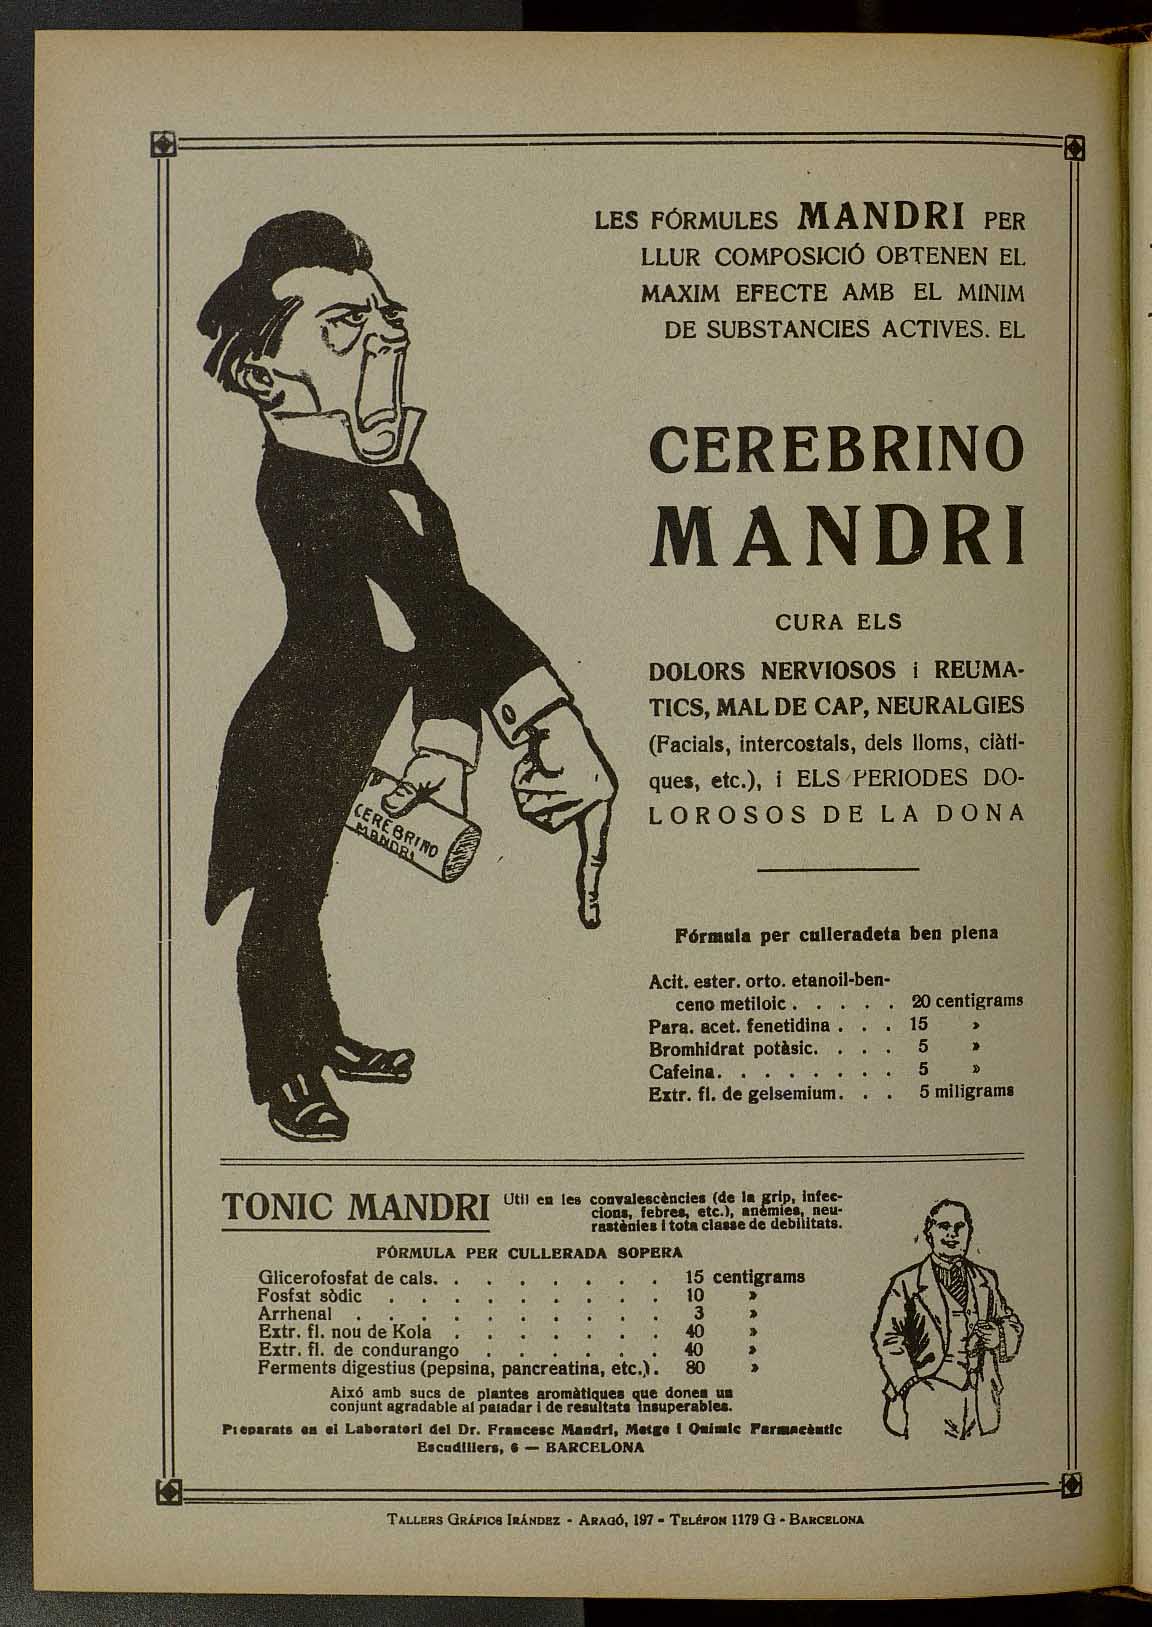 LES FÓRMULES MANDRI PER
LLUR COMPOSICIÓ OBTENEN EL
MAXIM EFECTE AMB EL MINIM
DE SUBSTANCIES ACTIVES. EL
CEREBRINO
MANDRI
CURA ELS
DOLORS NERVIOSOS i REUMA-
TICS, MAL DE CAP, NEURALGIES
(Facials, intercostals, dels lloms, ciàti-
ques, etc.), i ELS PERIODES DO-
LOROSOS DE LA DONA
CEREBRINO
MANDRI
Fórmula per culleradeta ben plena
Acit. ester. orto. etanoil-ben-
ceno metiloic . . . . . 20 centigrams
Para. acet. fenetidina . . . 15 »
Bromhidrat potàsic. . . . 5 »
Cafeina. . . . . . . . 5 »
Extr. fl. de gelsemium. . . 5 miligrams
TONIC MANDRI
Util en les convalescències (de la grip, infec-
cions, febres, etc.), anèmies, neu-
rastènies i tota classe de debilitats.
FÓRMULA PER CULLERADA SOPERA
Glicerofosfat de cals. . . . . . . . 15 centigrams
Fosfat sòdic . . . . . . . . . 10 »
Arrhenal . . . . . . . . . . 3 »
Extr. fl. nou de Kola . . . . . . . 40 »
Extr. fl. de condurango . . . . . . 40 »
Ferments digestius (pepsina, pancreatina, etc.). 80 »
Aixó amb sucs de plantes aromàtiques que donen un
conjunt agradable al paladar i de resultats insuperables.
Preparats en el Laboratori del Dr. Francesc Mandri, Metge i Químic Farmacèutic
Escudillers, 6 — BARCELONA
TALLERS GRÁFICS IRÁNDEZ - ARAGÓ, 197 - TELÉFON 1179 G - BARCELONA